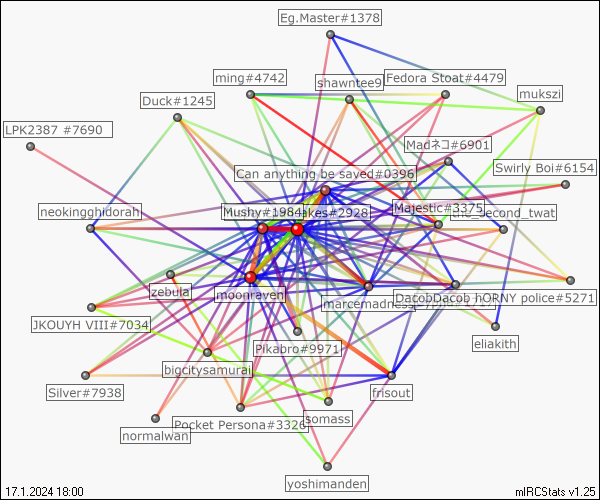 Eg.Master#1378
ming#4742
shawntee9
Fedora Stoat#4479
mukszi
Duck#1245
LPK2387 #7690
Madネコ#6901
Can anything be saved#0396
Swirly Boi#6154
neokingghidorah
Mushy#1984
akes#2928
Majestic#3375
second_twat
zebula
moonraven
marcemadness
DacobDacob
hORNY police#5271
JKOUYH VIII#7034
Pikabro#9971
eliakith
bigcitysamurai
Silver#7938
frisout
normalwan
Pocket Persona#3326
somass
yoshimanden
17.1.2024 18:00
mIRCStats v1.25